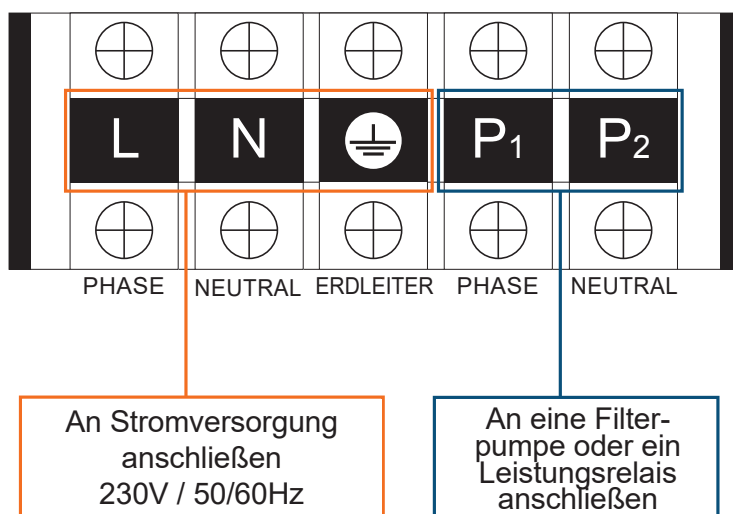 L N P1 P2
PHASE NEUTRAL ERDLEITER PHASE NEUTRAL
An Stromversorgung
anschließen
230V / 50/60Hz
An eine Filter-
pumpe oder ein
Leistungsrelais
anschließen